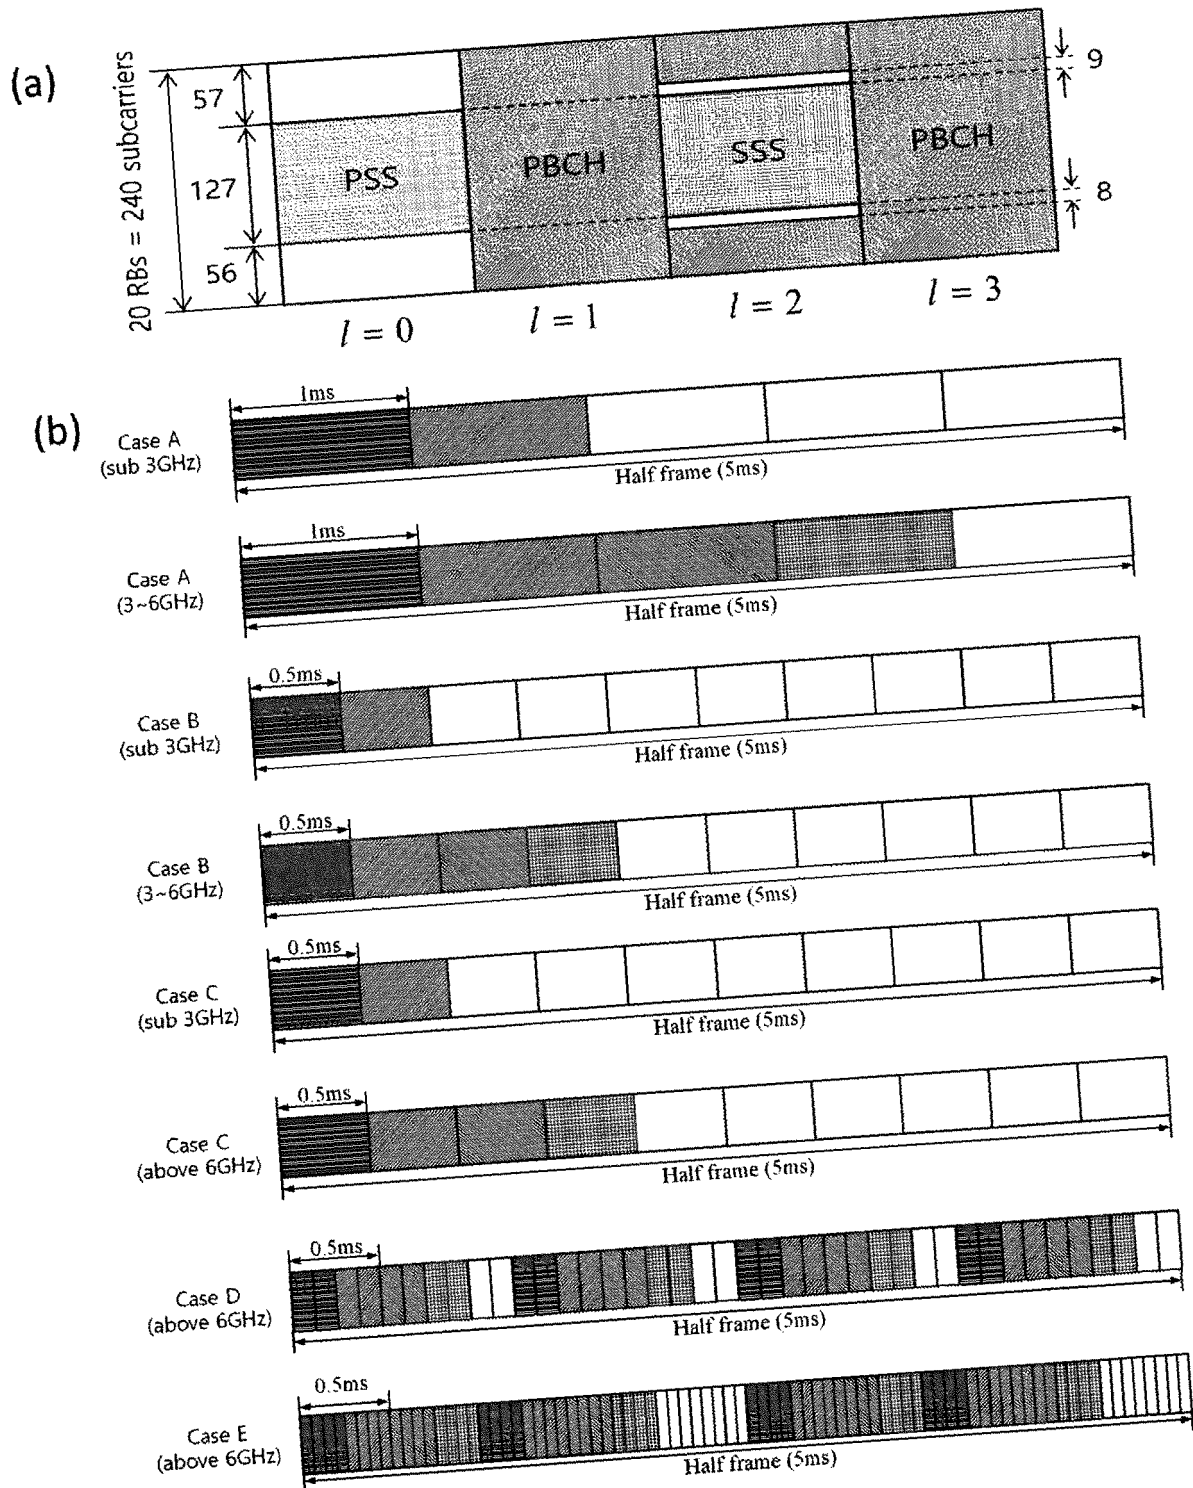 (a)
20 RBs = 240 subcarriers
57
127
56
PSS
PBCH
SSS
PBCH
9
8
l = 0
l = 1
l = 2
l = 3
(b)
1ms
Case A
(sub 3GHz)
Half frame (5ms)
1ms
Case A
(3~6GHz)
Half frame (5ms)
0.5ms
Case B
(sub 3GHz)
Half frame (5ms)
0.5ms
Case B
(3~6GHz)
Half frame (5ms)
0.5ms
Case C
(sub 3GHz)
Half frame (5ms)
0.5ms
Case C
(above 6GHz)
Half frame (5ms)
0.5ms
Case D
(above 6GHz)
Half frame (5ms)
0.5ms
Case E
(above 6GHz)
Half frame (5ms)